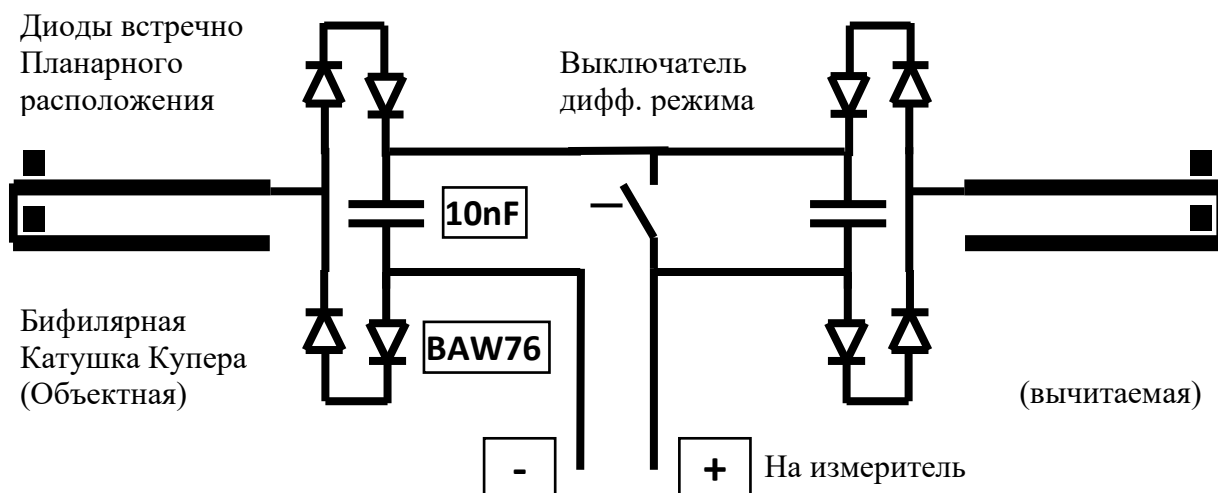 Диоды встречно
Планарного
расположения
Выключатель
дифф. режима
10nF
Бифилярная
Катушка Купера
(Объектная)
BAW76
(вычитаемая)
-
+
На измеритель